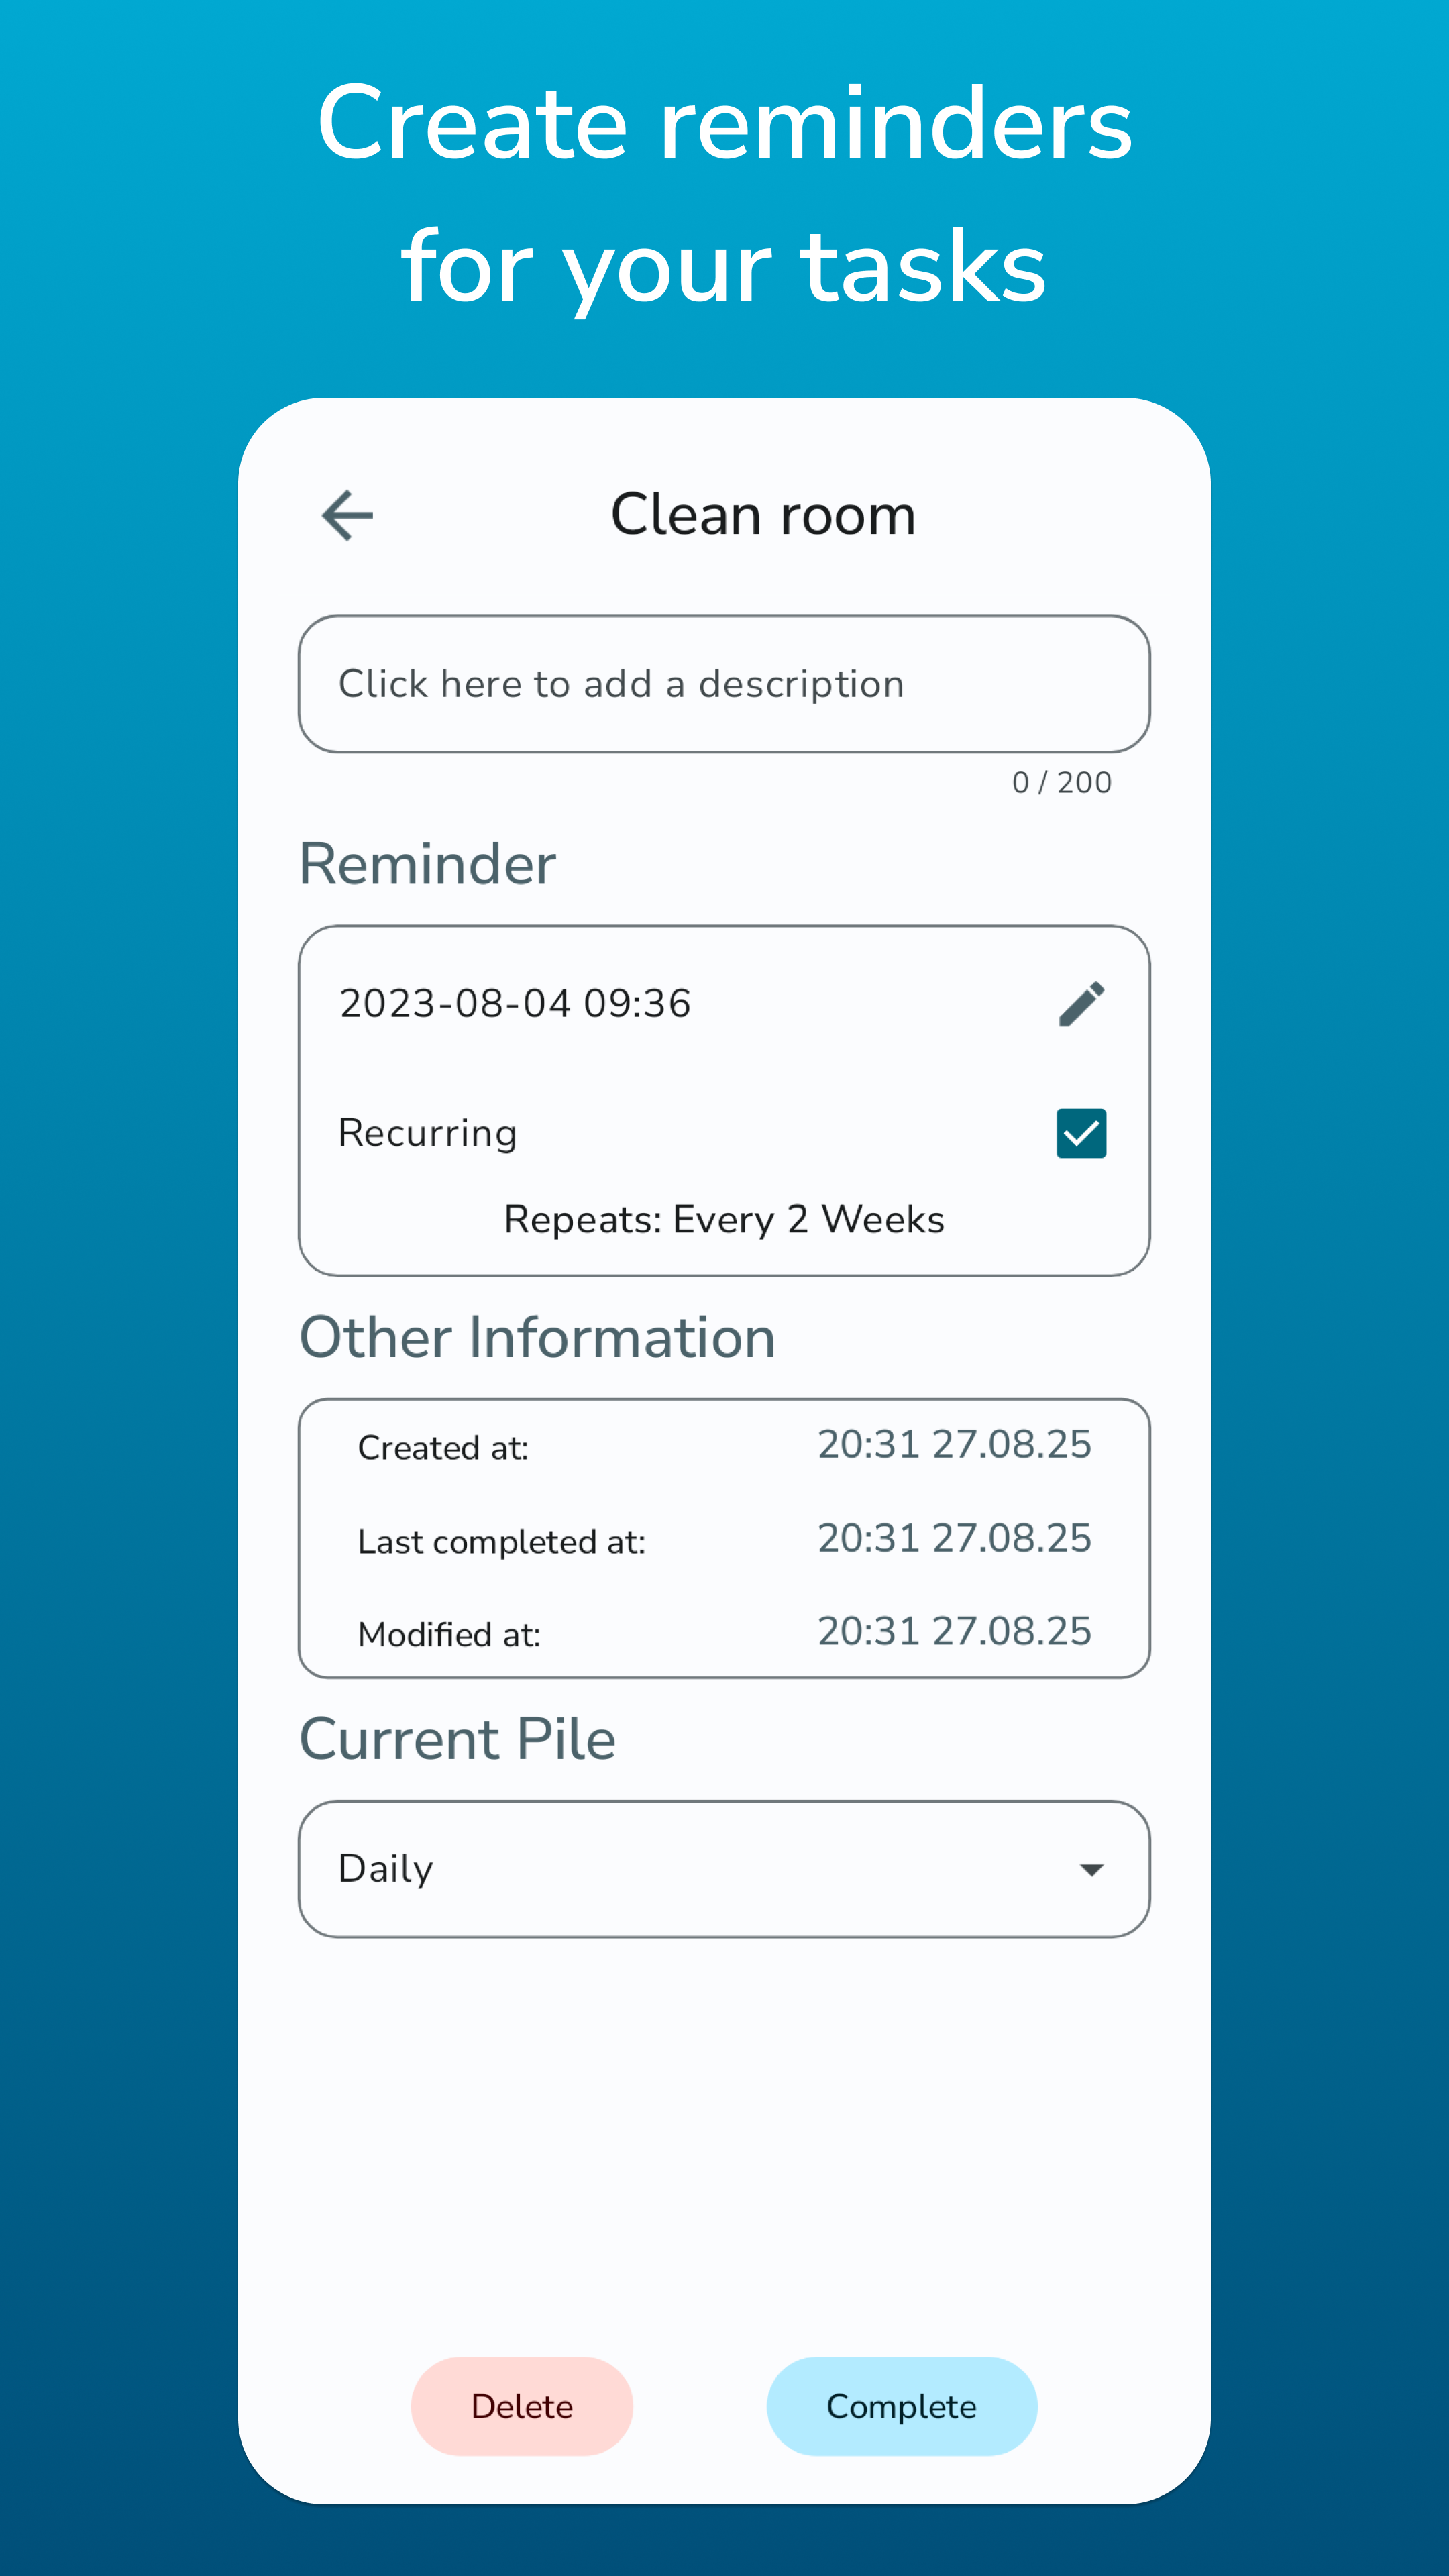 Create reminders
for your tasks
Clean room
Click here to add a description
0 / 200
Reminder
2023-08-04 09:36
Recurring
Repeats: Every 2 Weeks
Other Information
Created at: 20:31 27.08.25
Last completed at: 20:31 27.08.25
Modified at: 20:31 27.08.25
Current Pile
Daily
Delete Complete